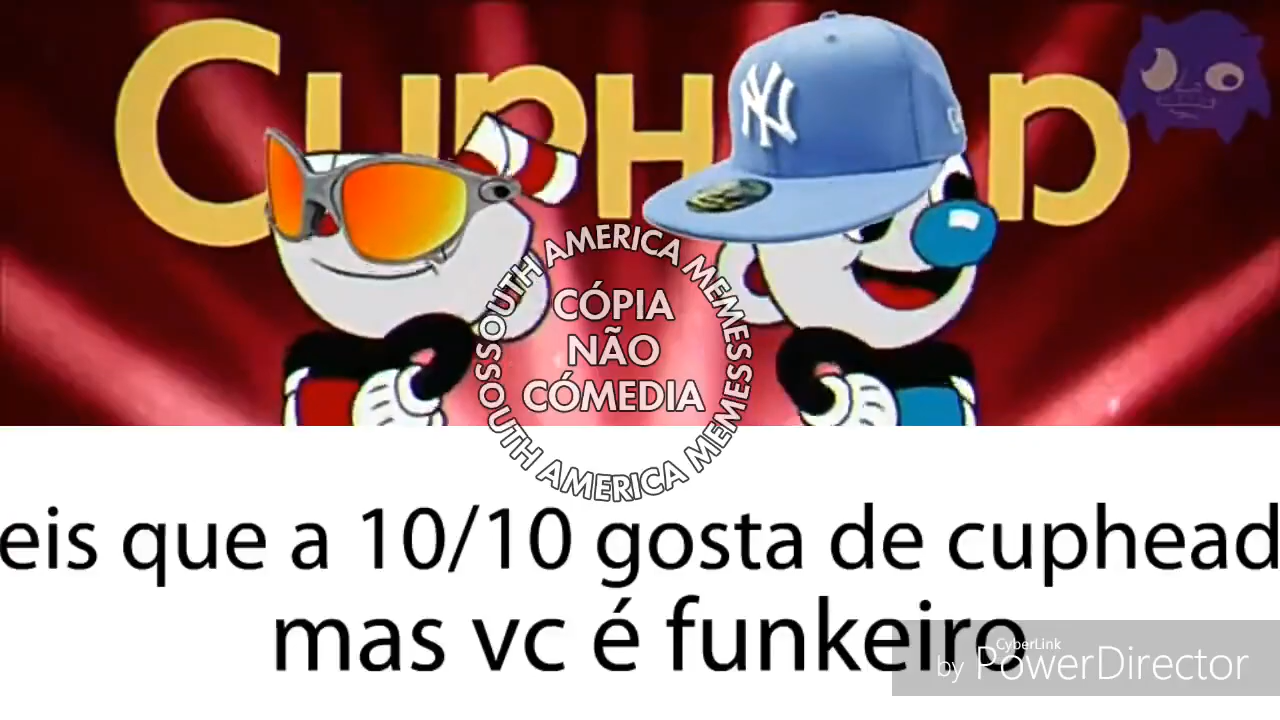 CUPHEAD
NY
SOUTH AMERICA MEMES
CÓPIA
NÃO
CÓMEDIA
SOUTH AMERICA MEMES
eis que a 10/10 gosta de cuphead
mas vc é funkeiro
CyberLink
by PowerDirector